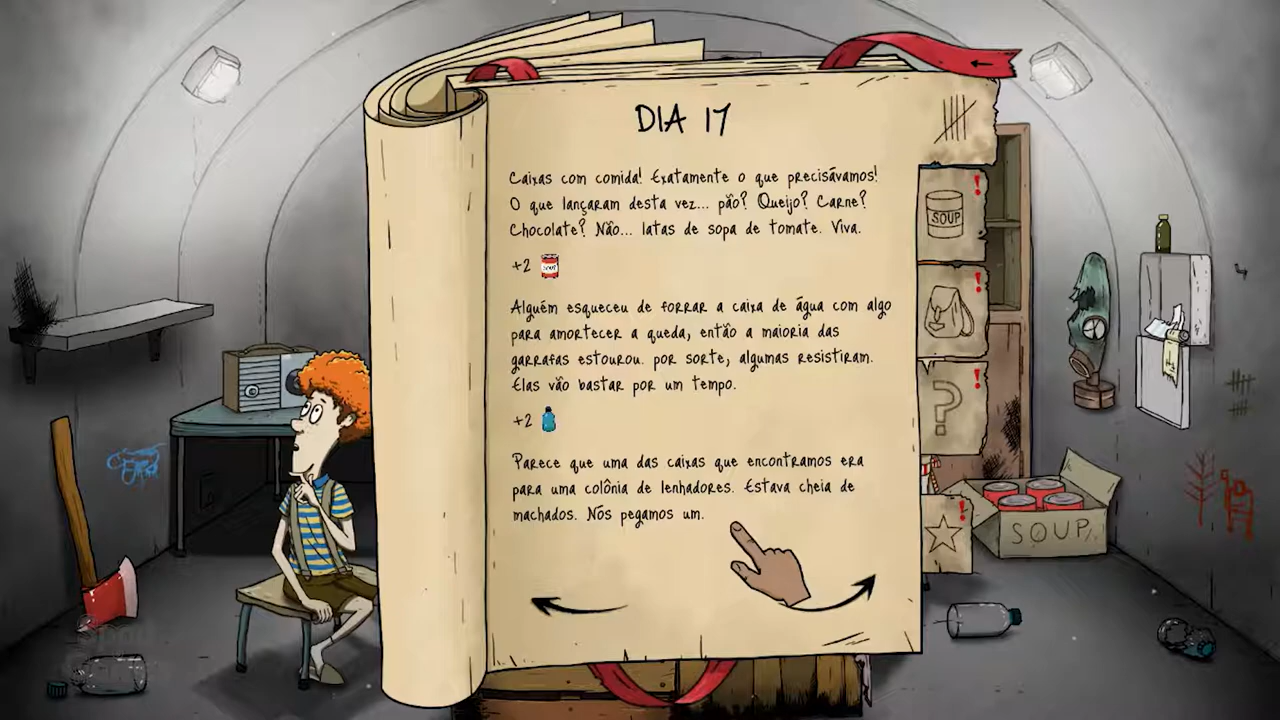 DIA 17
Caixas com comida! Exatamente o que precisávamos!
O que lançaram desta vez... pão? Queijo? Carne?
Chocolate? Não... latas de sopa de tomate. Viva.
+2
SOUP
Alguém esqueceu de forrar a caixa de água com algo
para amortecer a queda, então a maioria das
garrafas estourou. por sorte, algumas resistiram.
Elas vão bastar por um tempo.
+2
Parece que uma das caixas que encontramos era
para uma colônia de lenhadores. Estava cheia de
machados. Nós pegamos um.
SOUP
!
!
?
!
!
SOUP